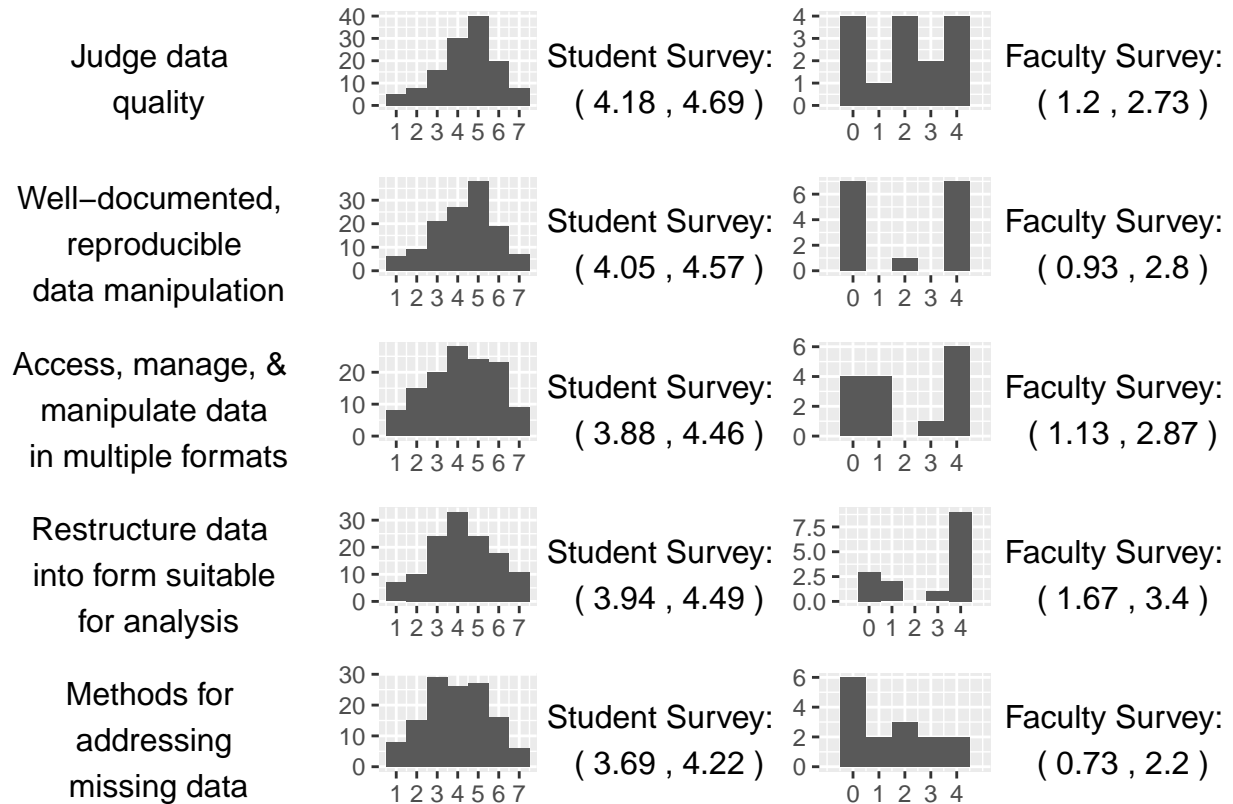 Judge data
quality
40
30
20
10
0
1 2 3 4 5 6 7
Student Survey:
( 4.18 , 4.69 )
4
3
2
1
0
0 1 2 3 4
Faculty Survey:
( 1.2 , 2.73 )
Well−documented,
reproducible
data manipulation
30
20
10
0
1 2 3 4 5 6 7
Student Survey:
( 4.05 , 4.57 )
6
4
2
0
0 1 2 3 4
Faculty Survey:
( 0.93 , 2.8 )
Access, manage, &
manipulate data
in multiple formats
20
10
0
1 2 3 4 5 6 7
Student Survey:
( 3.88 , 4.46 )
6
4
2
0
0 1 2 3 4
Faculty Survey:
( 1.13 , 2.87 )
Restructure data
into form suitable
for analysis
30
20
10
0
1 2 3 4 5 6 7
Student Survey:
( 3.94 , 4.49 )
7.5
5.0
2.5
0.0
0 1 2 3 4
Faculty Survey:
( 1.67 , 3.4 )
Methods for
addressing
missing data
30
20
10
0
1 2 3 4 5 6 7
Student Survey:
( 3.69 , 4.22 )
6
4
2
0
0 1 2 3 4
Faculty Survey:
( 0.73 , 2.2 )